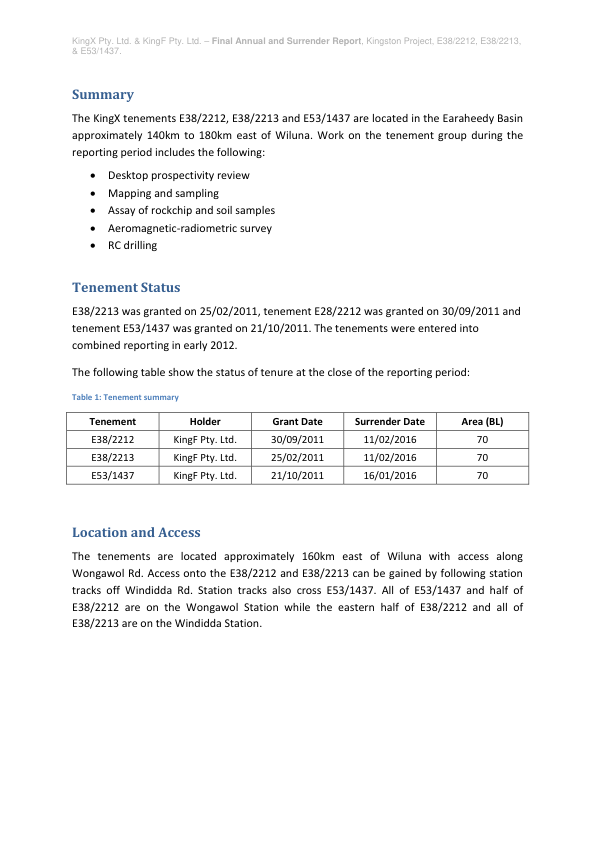 KingX Pty. Ltd. & KingF Pty. Ltd. – Final Annual and Surrender Report, Kingston Project, E38/2212, E38/2213,
& E53/1437.
Summary
The KingX tenements E38/2212, E38/2213 and E53/1437 are located in the Earaheedy Basin
approximately 140km to 180km east of Wiluna. Work on the tenement group during the
reporting period includes the following:
• Desktop prospectivity review
• Mapping and sampling
• Assay of rockchip and soil samples
• Aeromagnetic-radiometric survey
• RC drilling
Tenement Status
E38/2213 was granted on 25/02/2011, tenement E28/2212 was granted on 30/09/2011 and
tenement E53/1437 was granted on 21/10/2011. The tenements were entered into
combined reporting in early 2012.
The following table show the status of tenure at the close of the reporting period:
Table 1: Tenement summary
Tenement Holder Grant Date Surrender Date Area (BL)
E38/2212 KingF Pty. Ltd. 30/09/2011 11/02/2016 70
E38/2213 KingF Pty. Ltd. 25/02/2011 11/02/2016 70
E53/1437 KingF Pty. Ltd. 21/10/2011 16/01/2016 70
Location and Access
The tenements are located approximately 160km east of Wiluna with access along
Wongawol Rd. Access onto the E38/2212 and E38/2213 can be gained by following station
tracks off Windidda Rd. Station tracks also cross E53/1437. All of E53/1437 and half of
E38/2212 are on the Wongawol Station while the eastern half of E38/2212 and all of
E38/2213 are on the Windidda Station.